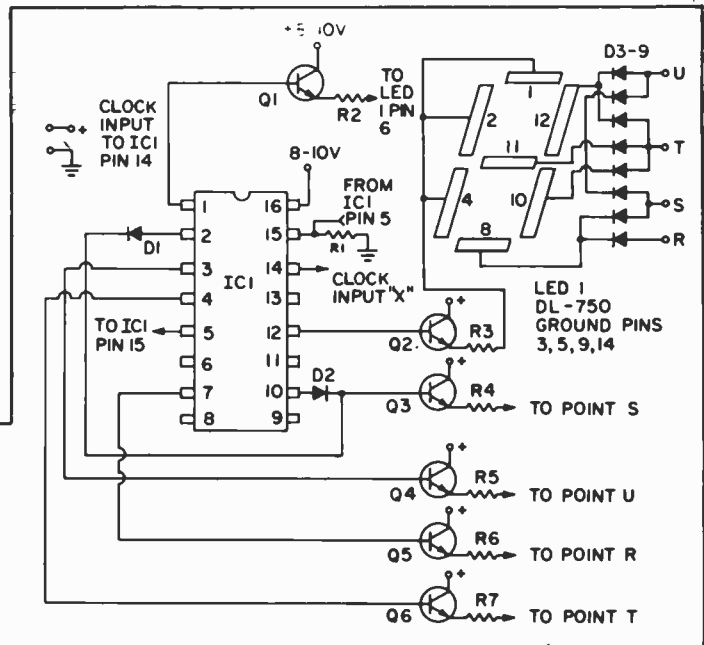 +5-10V
Q1
R2
TO
LED
1 PIN
6
CLOCK
INPUT
TO IC1
PIN 14
+
8-10V
FROM
IC1
PIN 5
R1
1
2
3
4
5
6
7
8
16
15
14
13
12
11
10
9
IC1
D1
D2
CLOCK
INPUT "X"
TO IC1
PIN 15
D3-9
U
T
S
R
1
2
12
11
4
10
8
LED 1
DL-750
GROUND PINS
3,5,9,14
+
Q2
R3
+
Q3
R4
TO POINT S
+
Q4
R5
TO POINT U
+
Q5
R6
TO POINT R
+
Q6
R7
TO POINT T